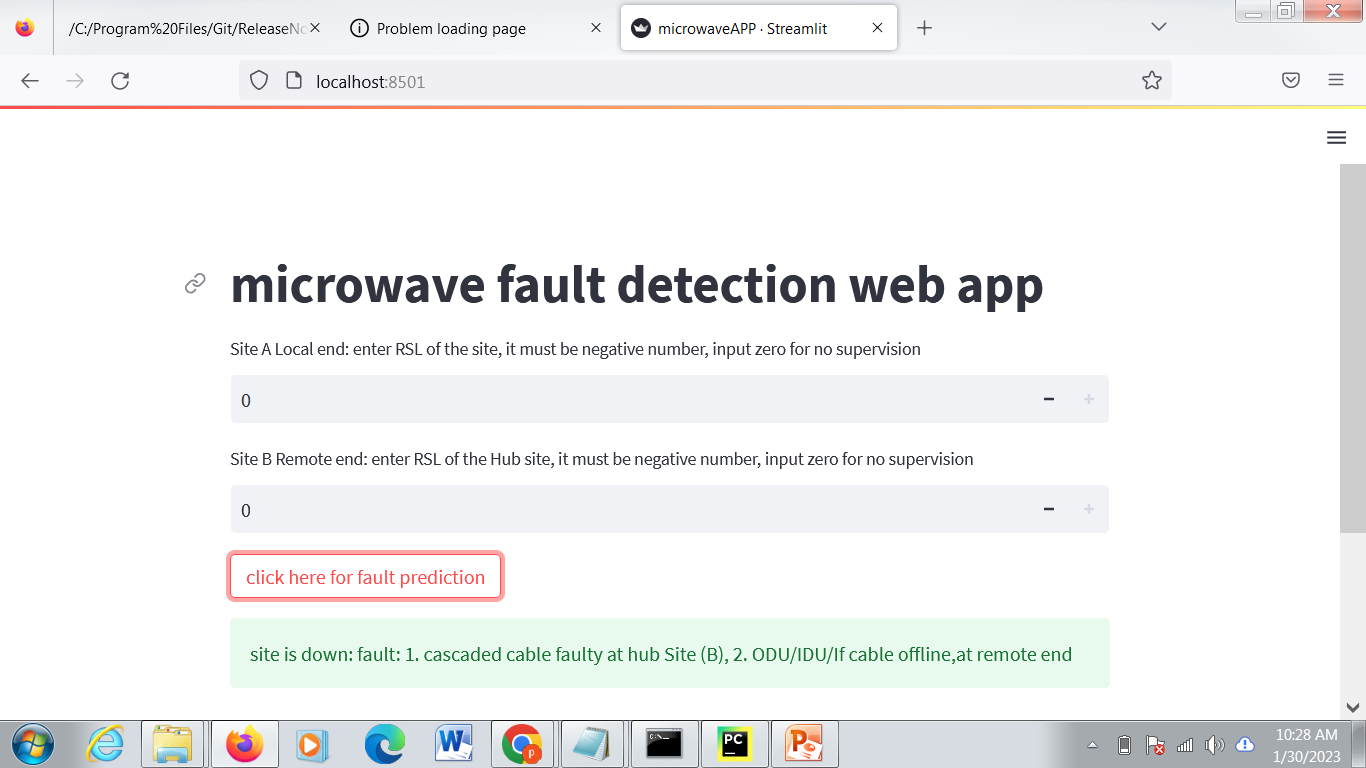 /C:/Program%20Files/Git/ReleaseNo
Problem loading page
microwaveAPP · Streamlit
localhost:8501
microwave fault detection web app
Site A Local end: enter RSL of the site, it must be negative number, input zero for no supervision
0
Site B Remote end: enter RSL of the Hub site, it must be negative number, input zero for no supervision
0
click here for fault prediction
site is down: fault: 1. cascaded cable faulty at hub Site (B), 2. ODU/IDU/If cable offline,at remote end
W
p
C:\.
PC
P
10:28 AM
1/30/2023